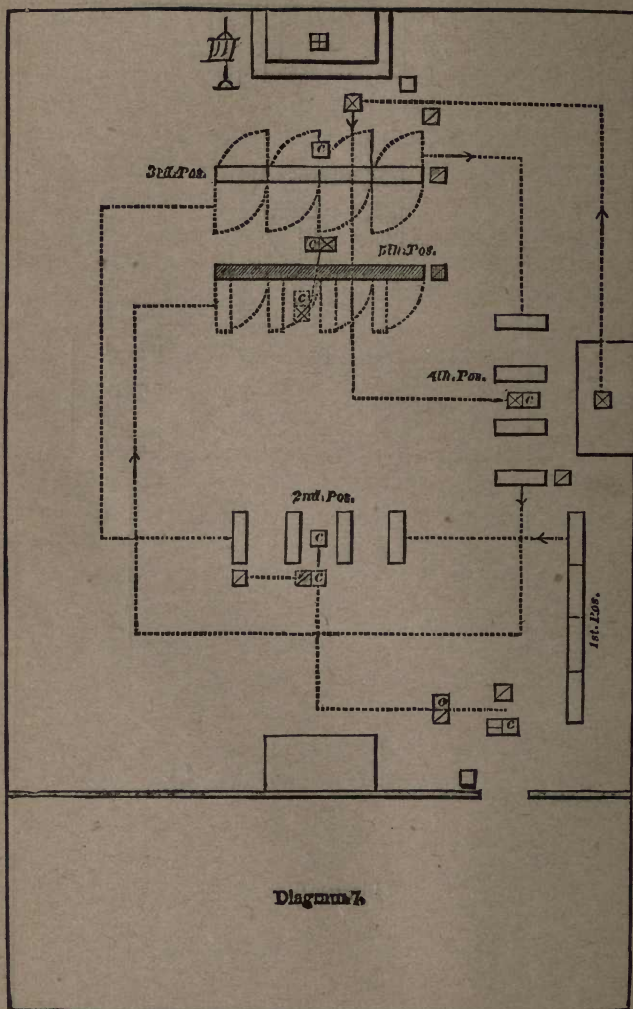 3rd. Pos.
C
C
5th. Pos.
C
4th. Pos.
C
2nd. Pos.
C
C
1st. Pos.
C
C
Diagram 7.